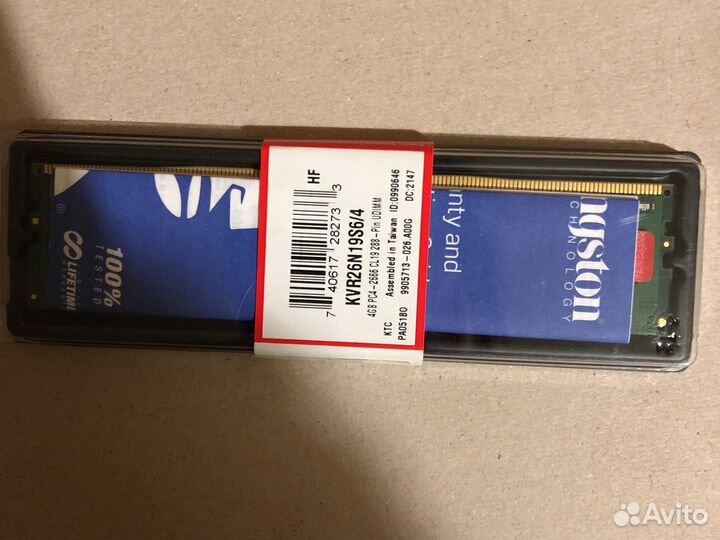 HF
7 40617 28273 3
KVR26N19S6/4
4GB PC4-2666 CL19 288-Pin UDIMM
KTC Assembled in Taiwan ID:0990646
PA05180 9905713-026.A00G DC:2147
nty and
ngston
CHNOLOGY
®
LIFETIME
100%
TESTED
Avito